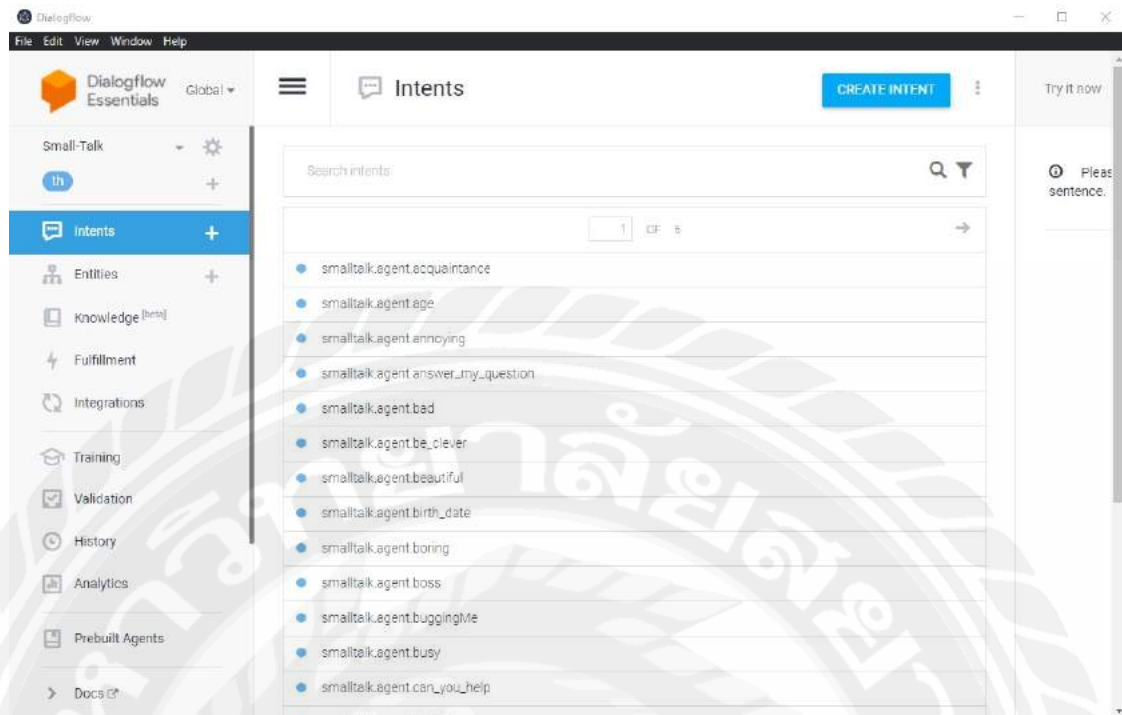 Dialogflow
File Edit View Window Help
Dialogflow Essentials
Global
Intents
CREATE INTENT
Try it now
Small-Talk
th
Search intents
Pleas
sentence.
Intents
1 OF 6
Entities
smalltalk.agent.acquaintance
smalltalk.agent.age
Knowledge [beta]
smalltalk.agent.annoying
Fulfillment
smalltalk.agent.answer_my_question
Integrations
smalltalk.agent.bad
smalltalk.agent.be_clever
Training
smalltalk.agent.beautiful
Validation
smalltalk.agent.birth_date
History
smalltalk.agent.boring
Analytics
smalltalk.agent.boss
smalltalk.agent.buggingMe
Prebuilt Agents
smalltalk.agent.busy
Docs
smalltalk.agent.can_you_help